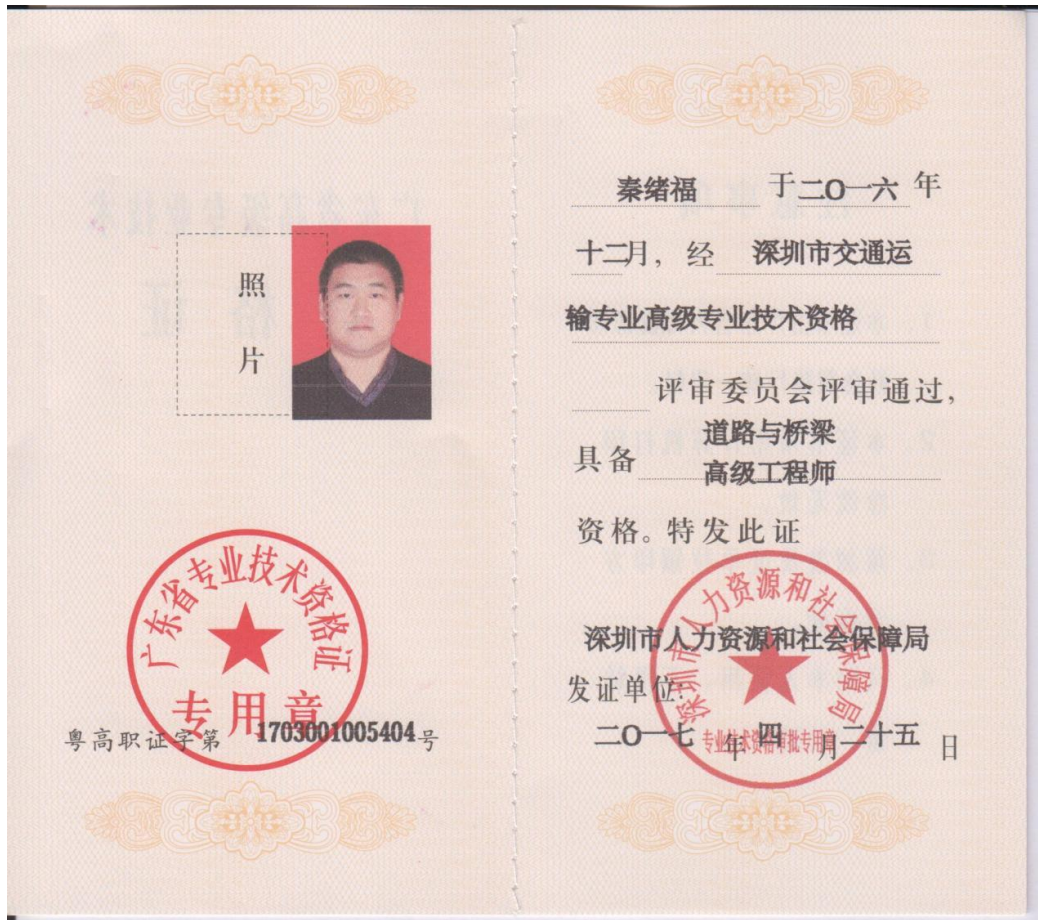 照
片
广东省专业技术资格证
专用章
粤高职证字第 1703001005404 号
秦绪福 于二O一六 年
十二月，经 深圳市交通运
输专业高级专业技术资格
评审委员会评审通过，
道路与桥梁
具备
高级工程师
资格。特发此证
深圳市人力资源和社会保障局
深圳市人力资源和社会保障局
发证单位：
专业技术资格审批专用章
二O一七 年 四 月 二十五 日